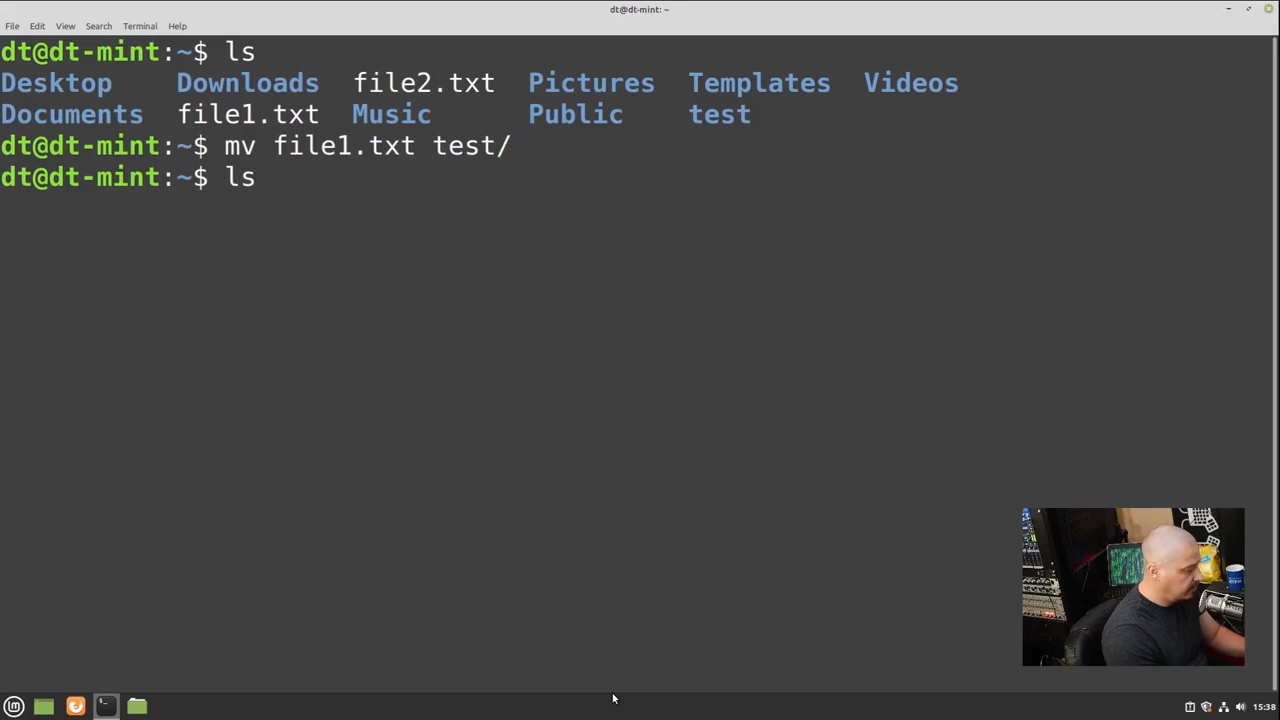 dt@dt-mint: ~
File Edit View Search Terminal Help
dt@dt-mint:~$ ls
Desktop Downloads file2.txt Pictures Templates Videos
Documents file1.txt Music Public test
dt@dt-mint:~$ mv file1.txt test/
dt@dt-mint:~$ ls
15:38